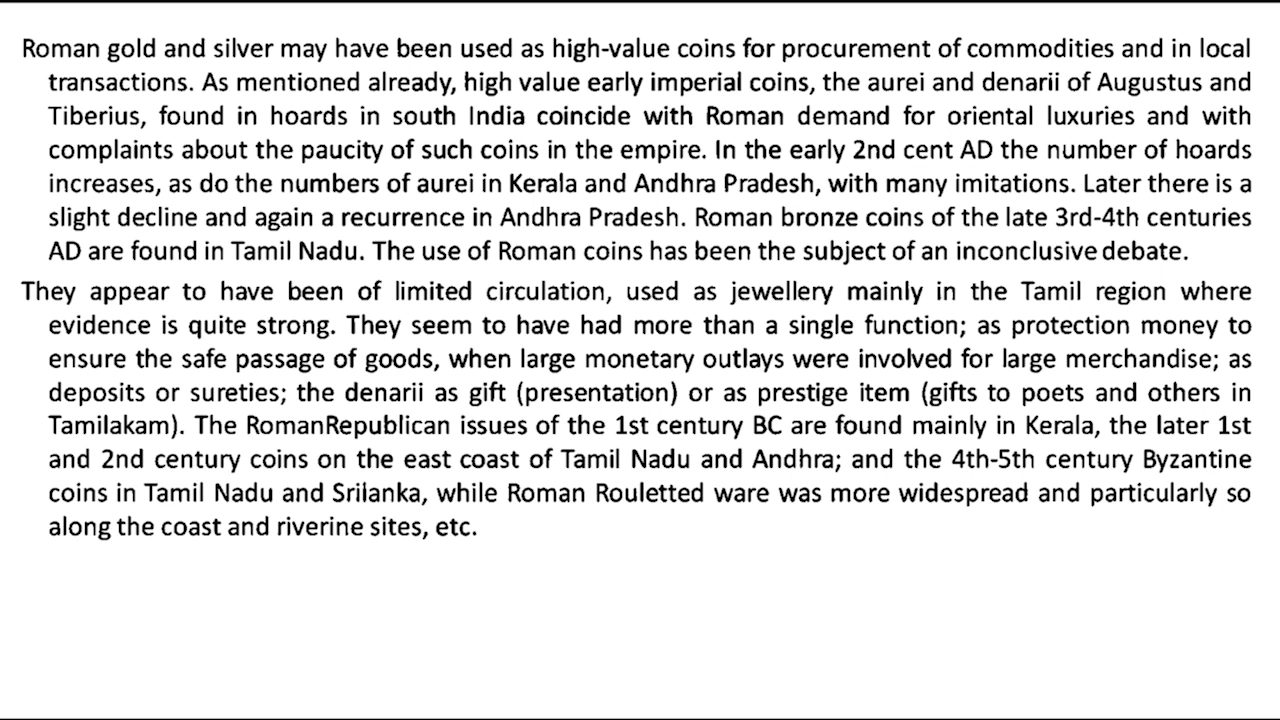 Roman gold and silver may have been used as high-value coins for procurement of commodities and in local
transactions. As mentioned already, high value early imperial coins, the aurei and denarii of Augustus and
Tiberius, found in hoards in south India coincide with Roman demand for oriental luxuries and with
complaints about the paucity of such coins in the empire. In the early 2nd cent AD the number of hoards
increases, as do the numbers of aurei in Kerala and Andhra Pradesh, with many imitations. Later there is a
slight decline and again a recurrence in Andhra Pradesh. Roman bronze coins of the late 3rd-4th centuries
AD are found in Tamil Nadu. The use of Roman coins has been the subject of an inconclusive debate.
They appear to have been of limited circulation, used as jewellery mainly in the Tamil region where
evidence is quite strong. They seem to have had more than a single function; as protection money to
ensure the safe passage of goods, when large monetary outlays were involved for large merchandise; as
deposits or sureties; the denarii as gift (presentation) or as prestige item (gifts to poets and others in
Tamilakam). The RomanRepublican issues of the 1st century BC are found mainly in Kerala, the later 1st
and 2nd century coins on the east coast of Tamil Nadu and Andhra; and the 4th-5th century Byzantine
coins in Tamil Nadu and Srilanka, while Roman Rouletted ware was more widespread and particularly so
along the coast and riverine sites, etc.